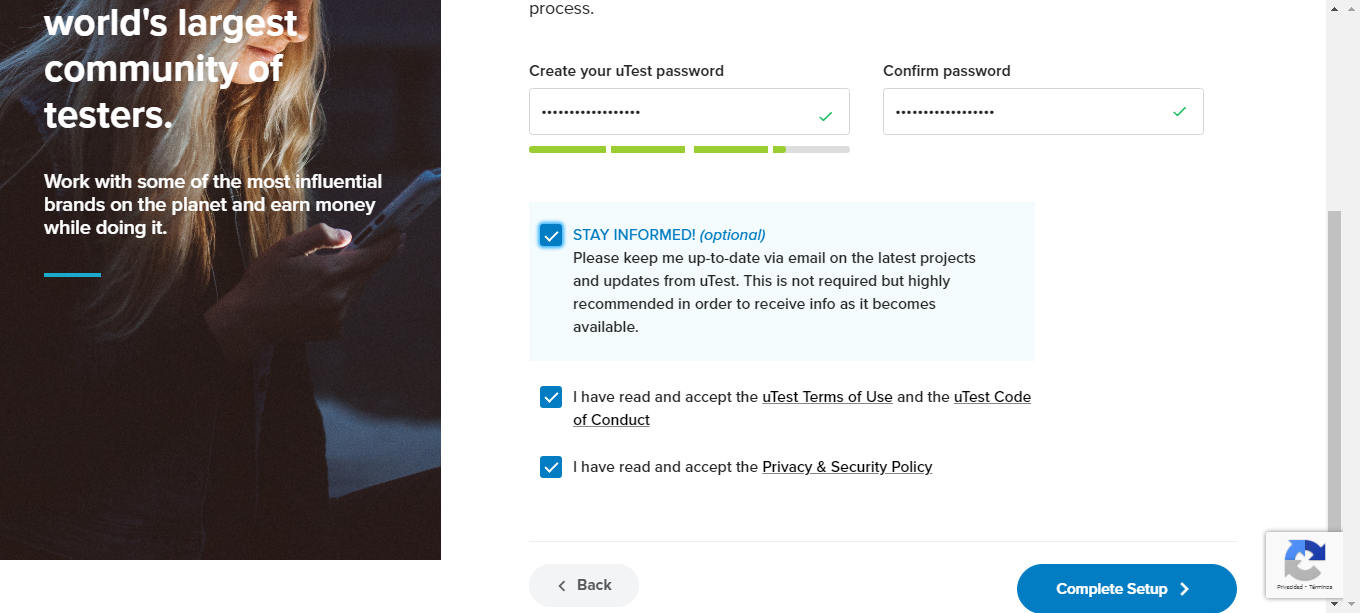 world's largest
community of
testers.
Work with some of the most influential
brands on the planet and earn money
while doing it.
process.
Create your uTest password
Confirm password
•••••••••••••••••
•••••••••••••••••
STAY INFORMED! (optional)
Please keep me up-to-date via email on the latest projects
and updates from uTest. This is not required but highly
recommended in order to receive info as it becomes
available.
I have read and accept the uTest Terms of Use and the uTest Code
of Conduct
I have read and accept the Privacy & Security Policy
Back
Complete Setup
Privacidad - Términos